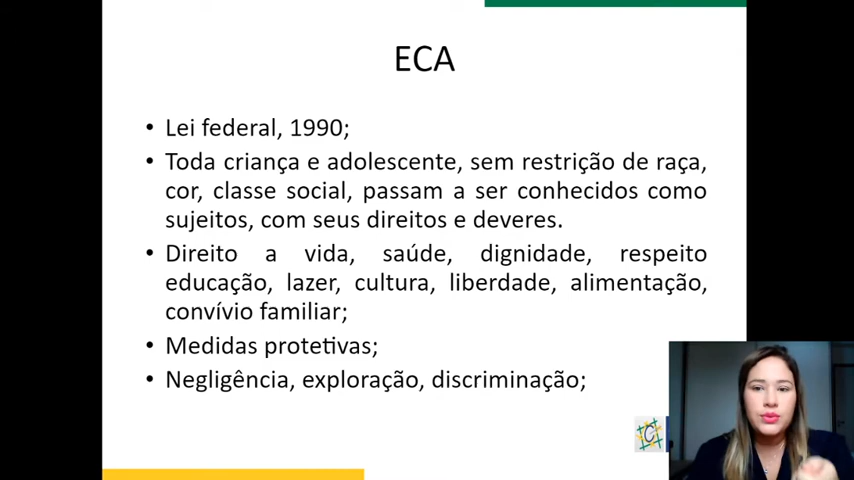 ECA
• Lei federal, 1990;
• Toda criança e adolescente, sem restrição de raça,
cor, classe social, passam a ser conhecidos como
sujeitos, com seus direitos e deveres.
• Direito a vida, saúde, dignidade, respeito
educação, lazer, cultura, liberdade, alimentação,
convívio familiar;
• Medidas protetivas;
• Negligência, exploração, discriminação;
C